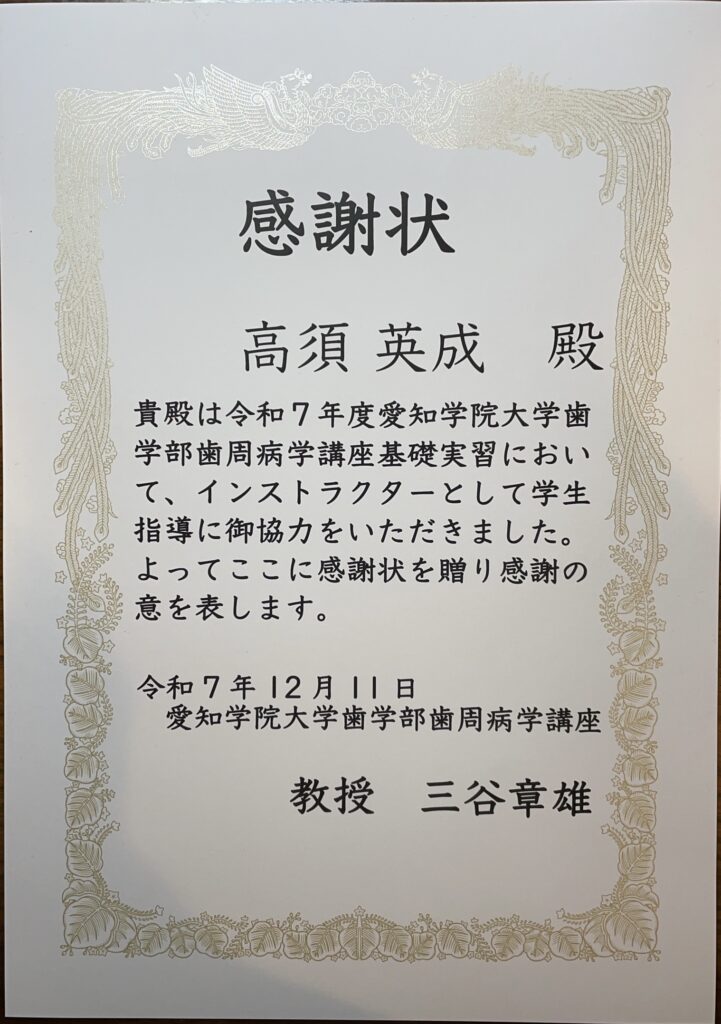 感謝状
高須 英成　殿
貴殿は令和7年度愛知学院大学歯
学部歯周病学講座基礎実習におい
て、インストラクターとして学生
指導に御協力をいただきました。
よってここに感謝状を贈り感謝の
意を表します。
令和7年12月11日
愛知学院大学歯学部歯周病学講座
教授　三谷章雄